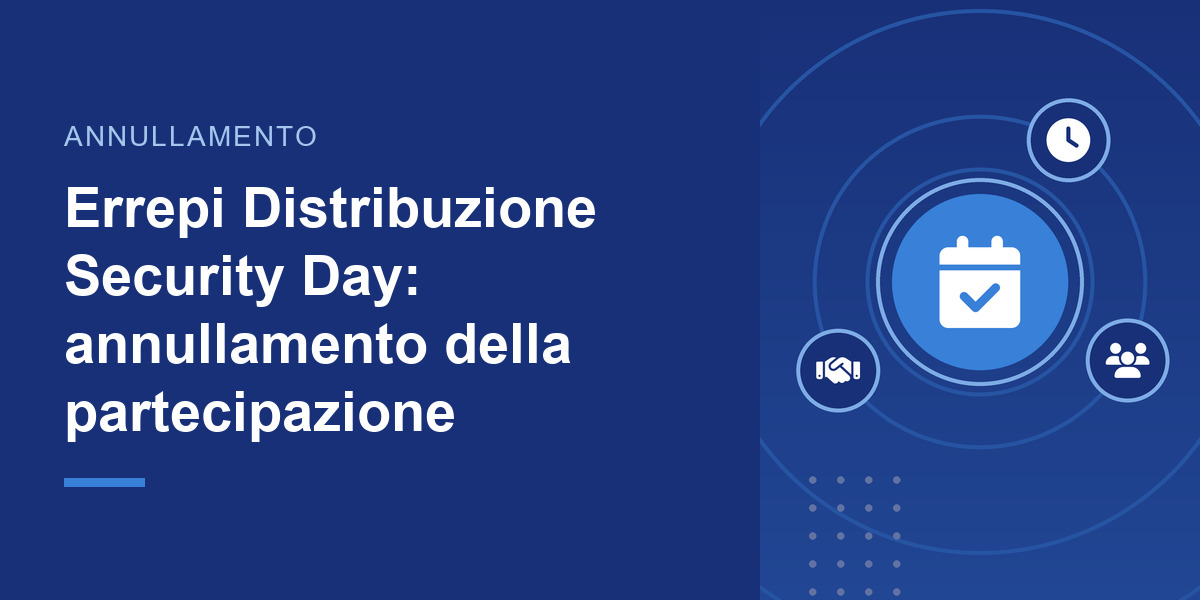 ANNULLAMENTO
Errepi Distribuzione
Security Day:
annullamento della
partecipazione